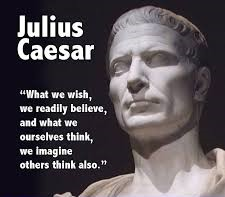 Julius
Caesar
“What we wish,
we readily believe,
and what we
ourselves think,
we imagine
others think also.”